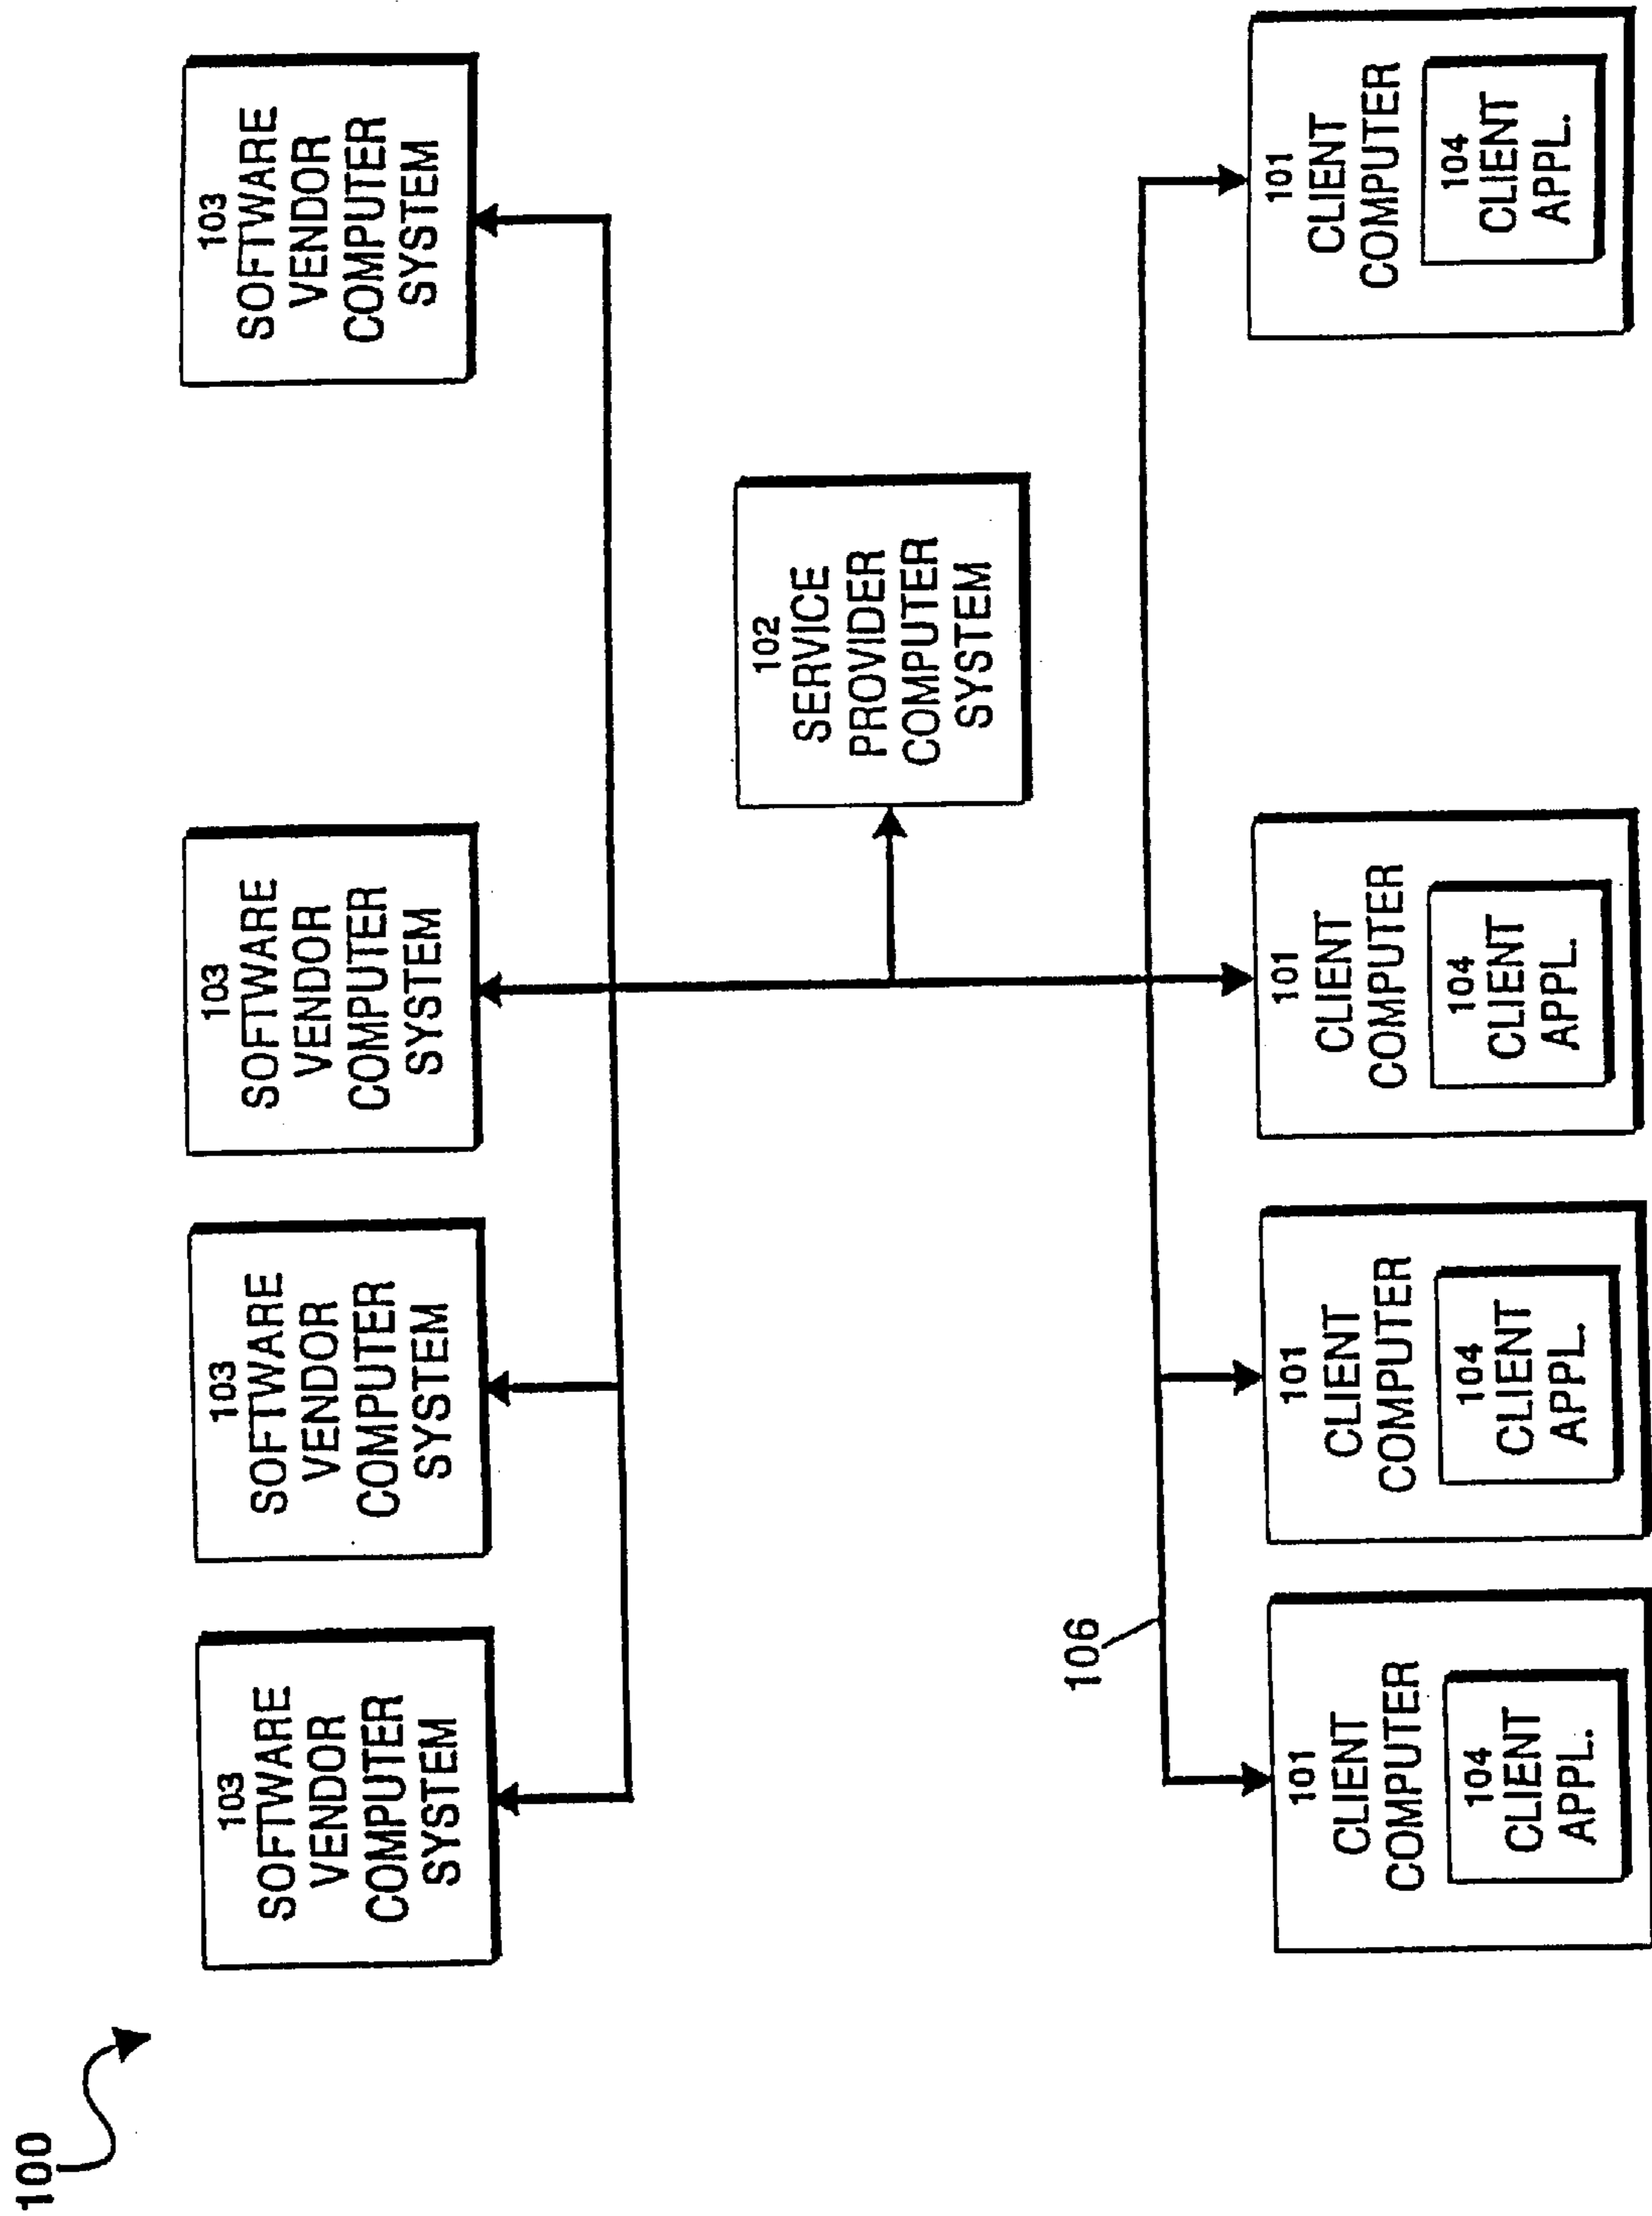 100
103
SOFTWARE
VENDOR
COMPUTER
SYSTEM
103
SOFTWARE
VENDOR
COMPUTER
SYSTEM
103
SOFTWARE
VENDOR
COMPUTER
SYSTEM
103
SOFTWARE
VENDOR
COMPUTER
SYSTEM
102
SERVICE
PROVIDER
COMPUTER
SYSTEM
106
101
CLIENT
COMPUTER
104
CLIENT
APPL.
101
CLIENT
COMPUTER
104
CLIENT
APPL.
101
CLIENT
COMPUTER
104
CLIENT
APPL.
101
CLIENT
COMPUTER
104
CLIENT
APPL.